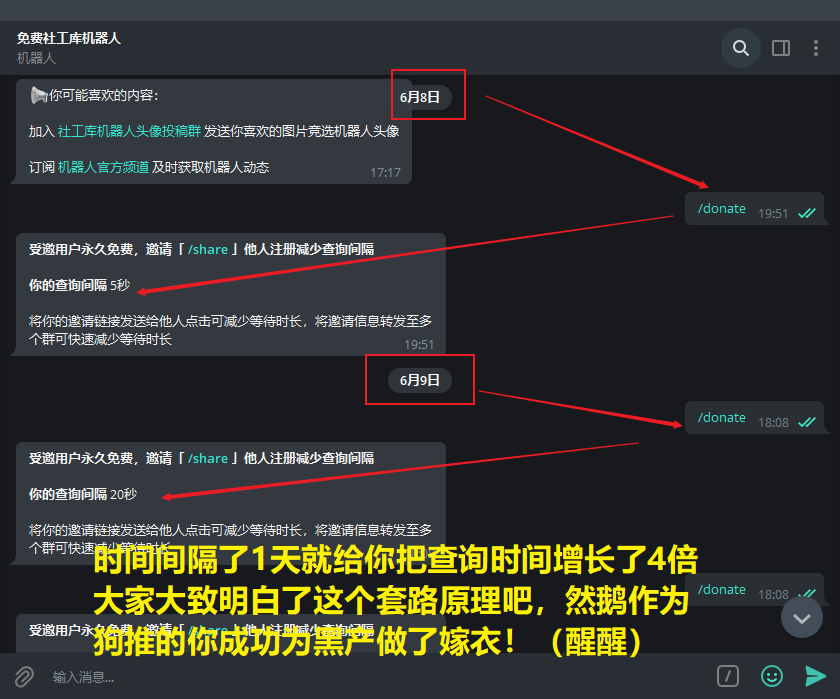 免费社工库机器人
机器人
你可能喜欢的内容:
6月8日
加入 社工库机器人头像投稿群 发送你喜欢的图片竞选机器人头像
订阅 机器人官方频道 及时获取机器人动态
17:17
/donate 19:51
受邀用户永久免费，邀请「 /share 」他人注册减少查询间隔
你的查询间隔 5秒
将你的邀请链接发送给他人点击可减少等待时长，将邀请信息转发至多
个群可快速减少等待时长
19:51
6月9日
/donate 18:08
受邀用户永久免费，邀请「 /share 」他人注册减少查询间隔
你的查询间隔 20秒
将你的邀请链接发送给他人点击可减少等待时长，将邀请信息转发至多
个群可快速减少等待时长
时间间隔了1天就给你把查询时间增长了4倍
/donate 18:08
大家大致明白了这个套路原理吧，然鹅作为
受邀用户永久免费，邀请「 /share 」他人注册减少查询间隔
狗推的你成功为黑产做了嫁衣！（醒醒）
输入消息...